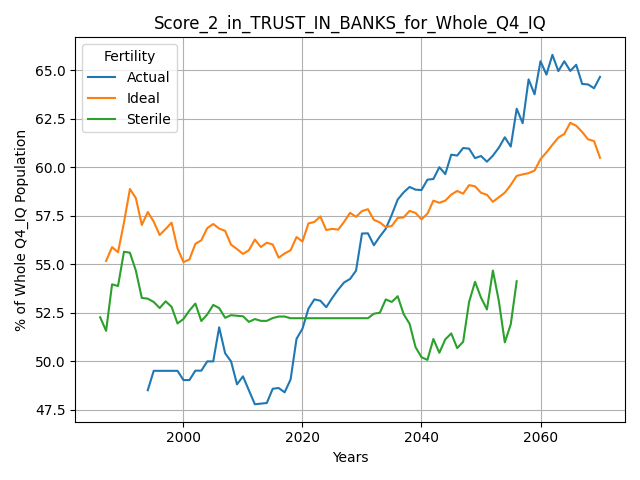 Score_2_in_TRUST_IN_BANKS_for_Whole_Q4_IQ
Fertility
Actual
Ideal
Sterile
% of Whole Q4_IQ Population
65.0
62.5
60.0
57.5
55.0
52.5
50.0
47.5
2000 2020 2040 2060
Years